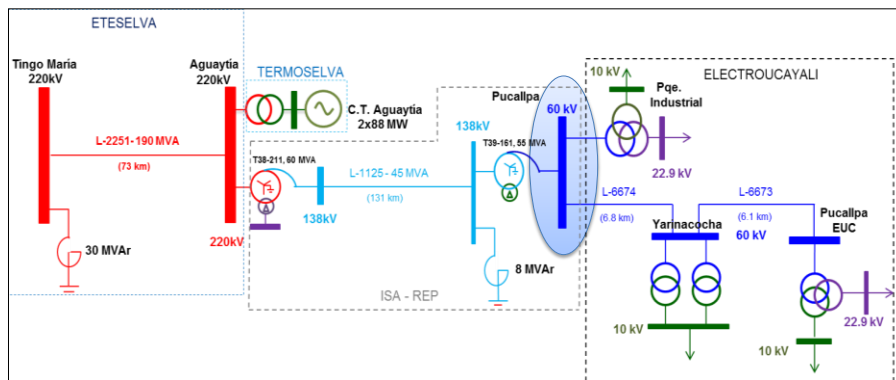 ETESELVA
Tingo Maria
220kV
Aguaytia
220kV
L-2251-190 MVA
(73 km)
30 MVAr
220kV
TERMOSELVA
C.T. Aguaytia
2x88 MW
T38-211, 60 MVA
Δ
138kV
L-1125 - 45 MVA
(131 km)
138kV
Pucallpa
T39-161, 55 MVA
Δ
60 kV
8 MVAr
ISA - REP
ELECTROUCAYALI
10 kV
Pqe.
Industrial
22.9 kV
L-6674
(6.8 km)
L-6673
(6.1 km)
Yarinacocha
60 kV
Pucallpa
EUC
10 kV
22.9 kV
10 kV